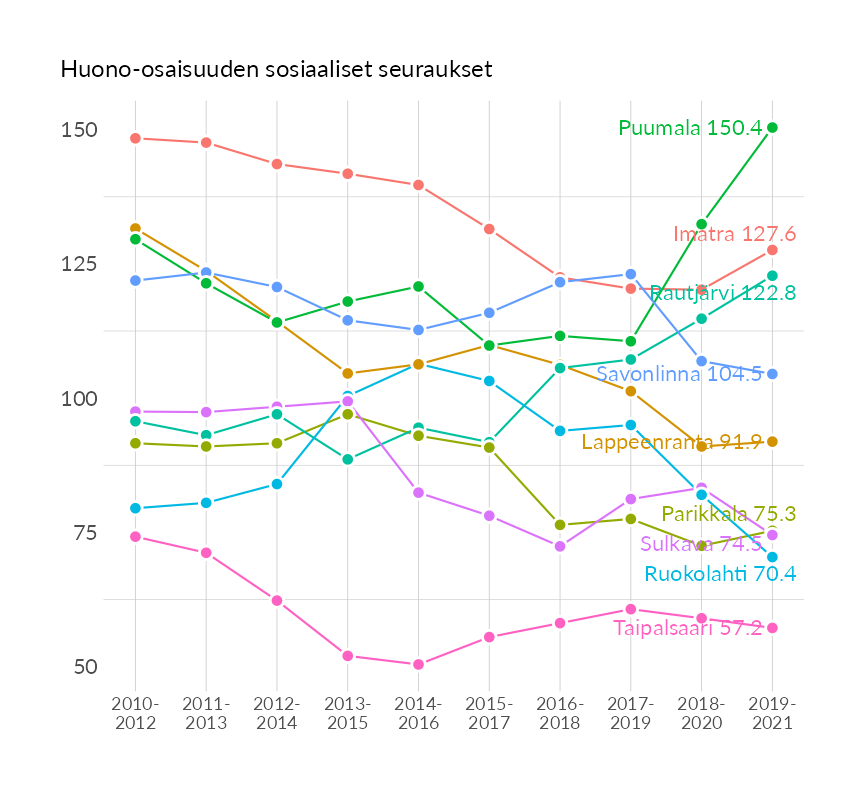 Huono-osaisuuden sosiaaliset seuraukset
150
Puumala 150.4
Imatra 127.6
125
Rautjärvi 122.8
Savonlinna 104.5
100
Lappeenranta 91.9
Parikkala 75.3
75
Sulkava 74.5
Ruokolahti 70.4
Taipalsaari 57.2
50
2010- 2011- 2012- 2013- 2014- 2015- 2016- 2017- 2018- 2019-
2012 2013 2014 2015 2016 2017 2018 2019 2020 2021